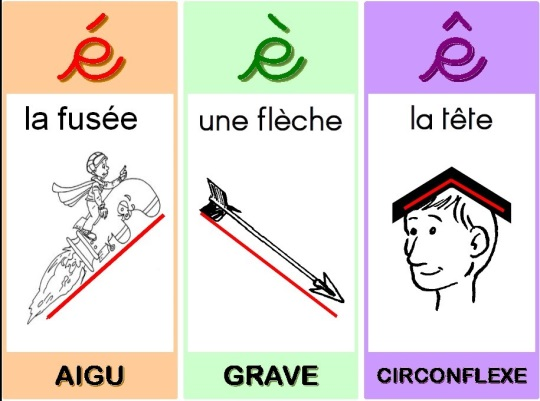 é
la fusée
AIGU
è
une flèche
GRAVE
ê
la tête
CIRCONFLEXE